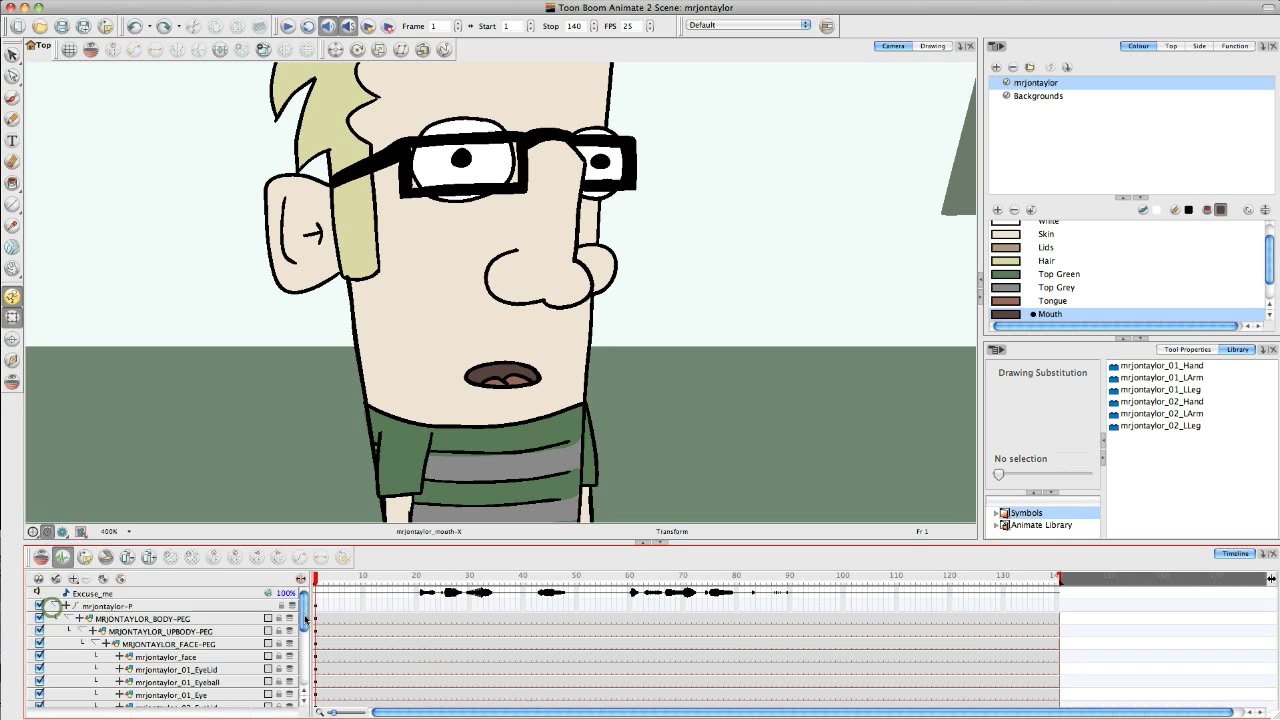 Toon Boom Animate 2 Scene: mrjontaylor
Frame 1 Start 1 Stop 140 FPS 25 Default
Top Camera Drawing Colour Top Side Function
mrjontaylor
Backgrounds
White
Skin
Lids
Hair
Top Green
Top Grey
Tongue
Mouth
Tool Properties Library
Drawing Substitution
No selection
mrjontaylor_01_Hand
mrjontaylor_01_LArm
mrjontaylor_01_LLeg
mrjontaylor_02_Hand
mrjontaylor_02_LArm
mrjontaylor_02_LLeg
Symbols
Animate Library
400% mrjontaylor_mouth-X Transform Fr 1
Timeline
10 20 30 40 50 60 70 80 90 100 110 120 130
Excuse_me 100%
mrjontaylor-P
MRJONTAYLOR_BODY-PEG
MRJONTAYLOR_UPBODY-PEG
MRJONTAYLOR_FACE-PEG
mrjontaylor_face
mrjontaylor_01_EyeLid
mrjontaylor_01_Eyeball
mrjontaylor_01_Eye